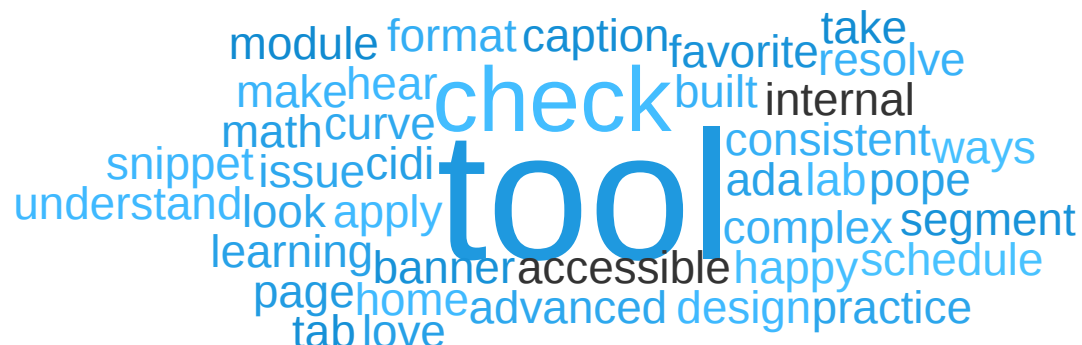 take
module format caption favorite resolve
make hear check built internal
math curve tool consistent ways
snippet issue cidi ada lab pope
understand look apply complex segment
learning banner accessible happy schedule
page home advanced design practice
tab love